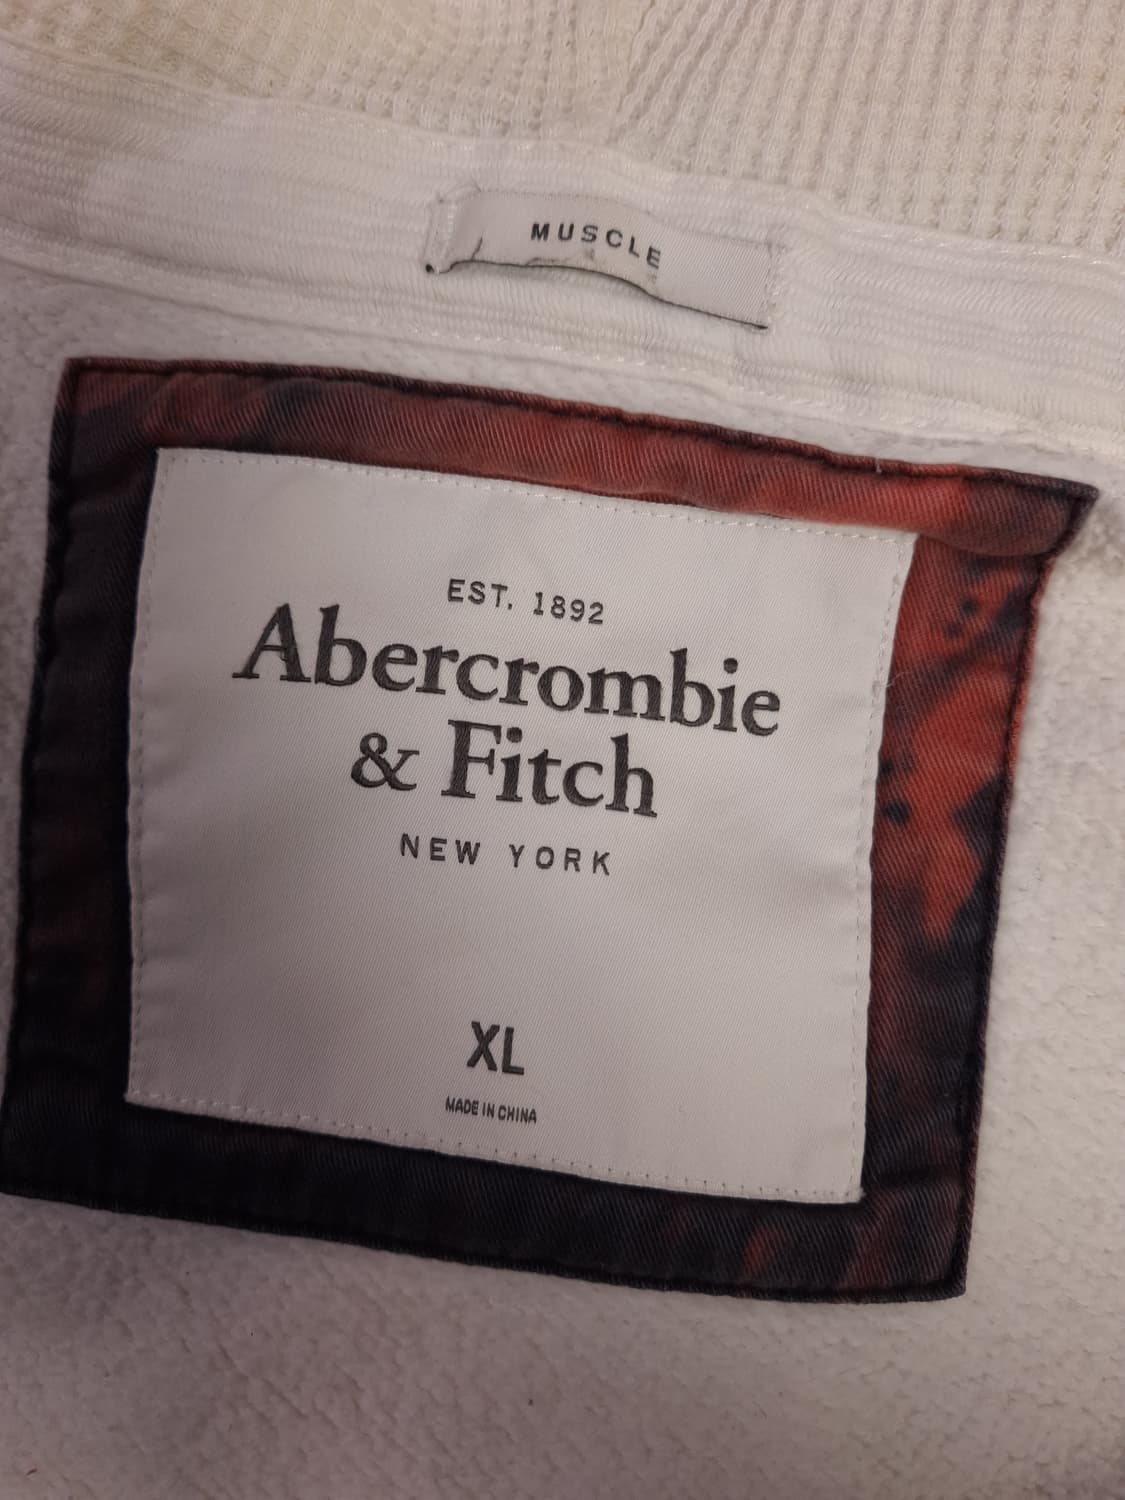 MUSCLE
EST. 1892
Abercrombie
& Fitch
NEW YORK
XL
MADE IN CHINA